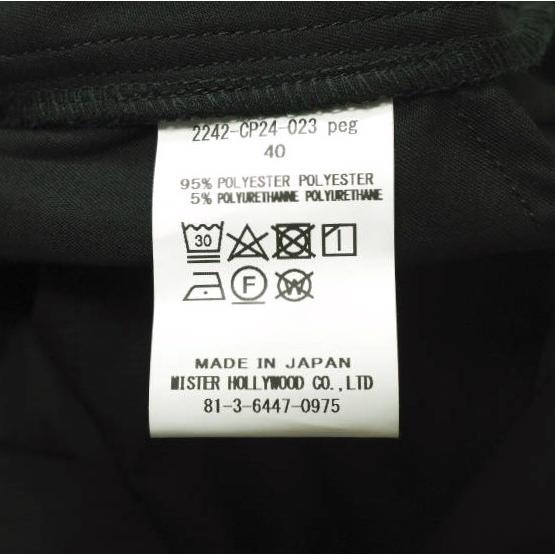 2242-CP24-023 peg
40
95% POLYESTER POLYESTER
5% POLYURETHANNE POLYURETHANE
30
F
W
MADE IN JAPAN
MISTER HOLLYWOOD CO.,LTD
81-3-6447-0975